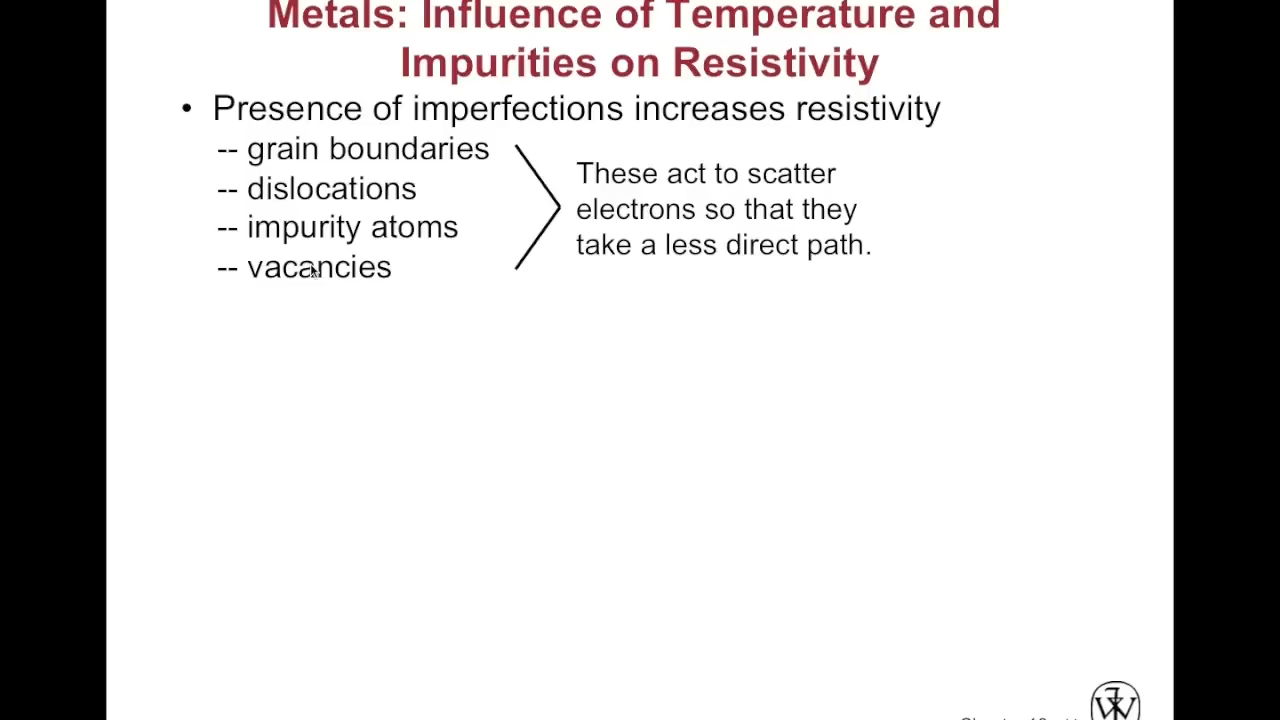 Metals: Influence of Temperature and
Impurities on Resistivity
• Presence of imperfections increases resistivity
-- grain boundaries
-- dislocations
-- impurity atoms
-- vacancies
These act to scatter
electrons so that they
take a less direct path.